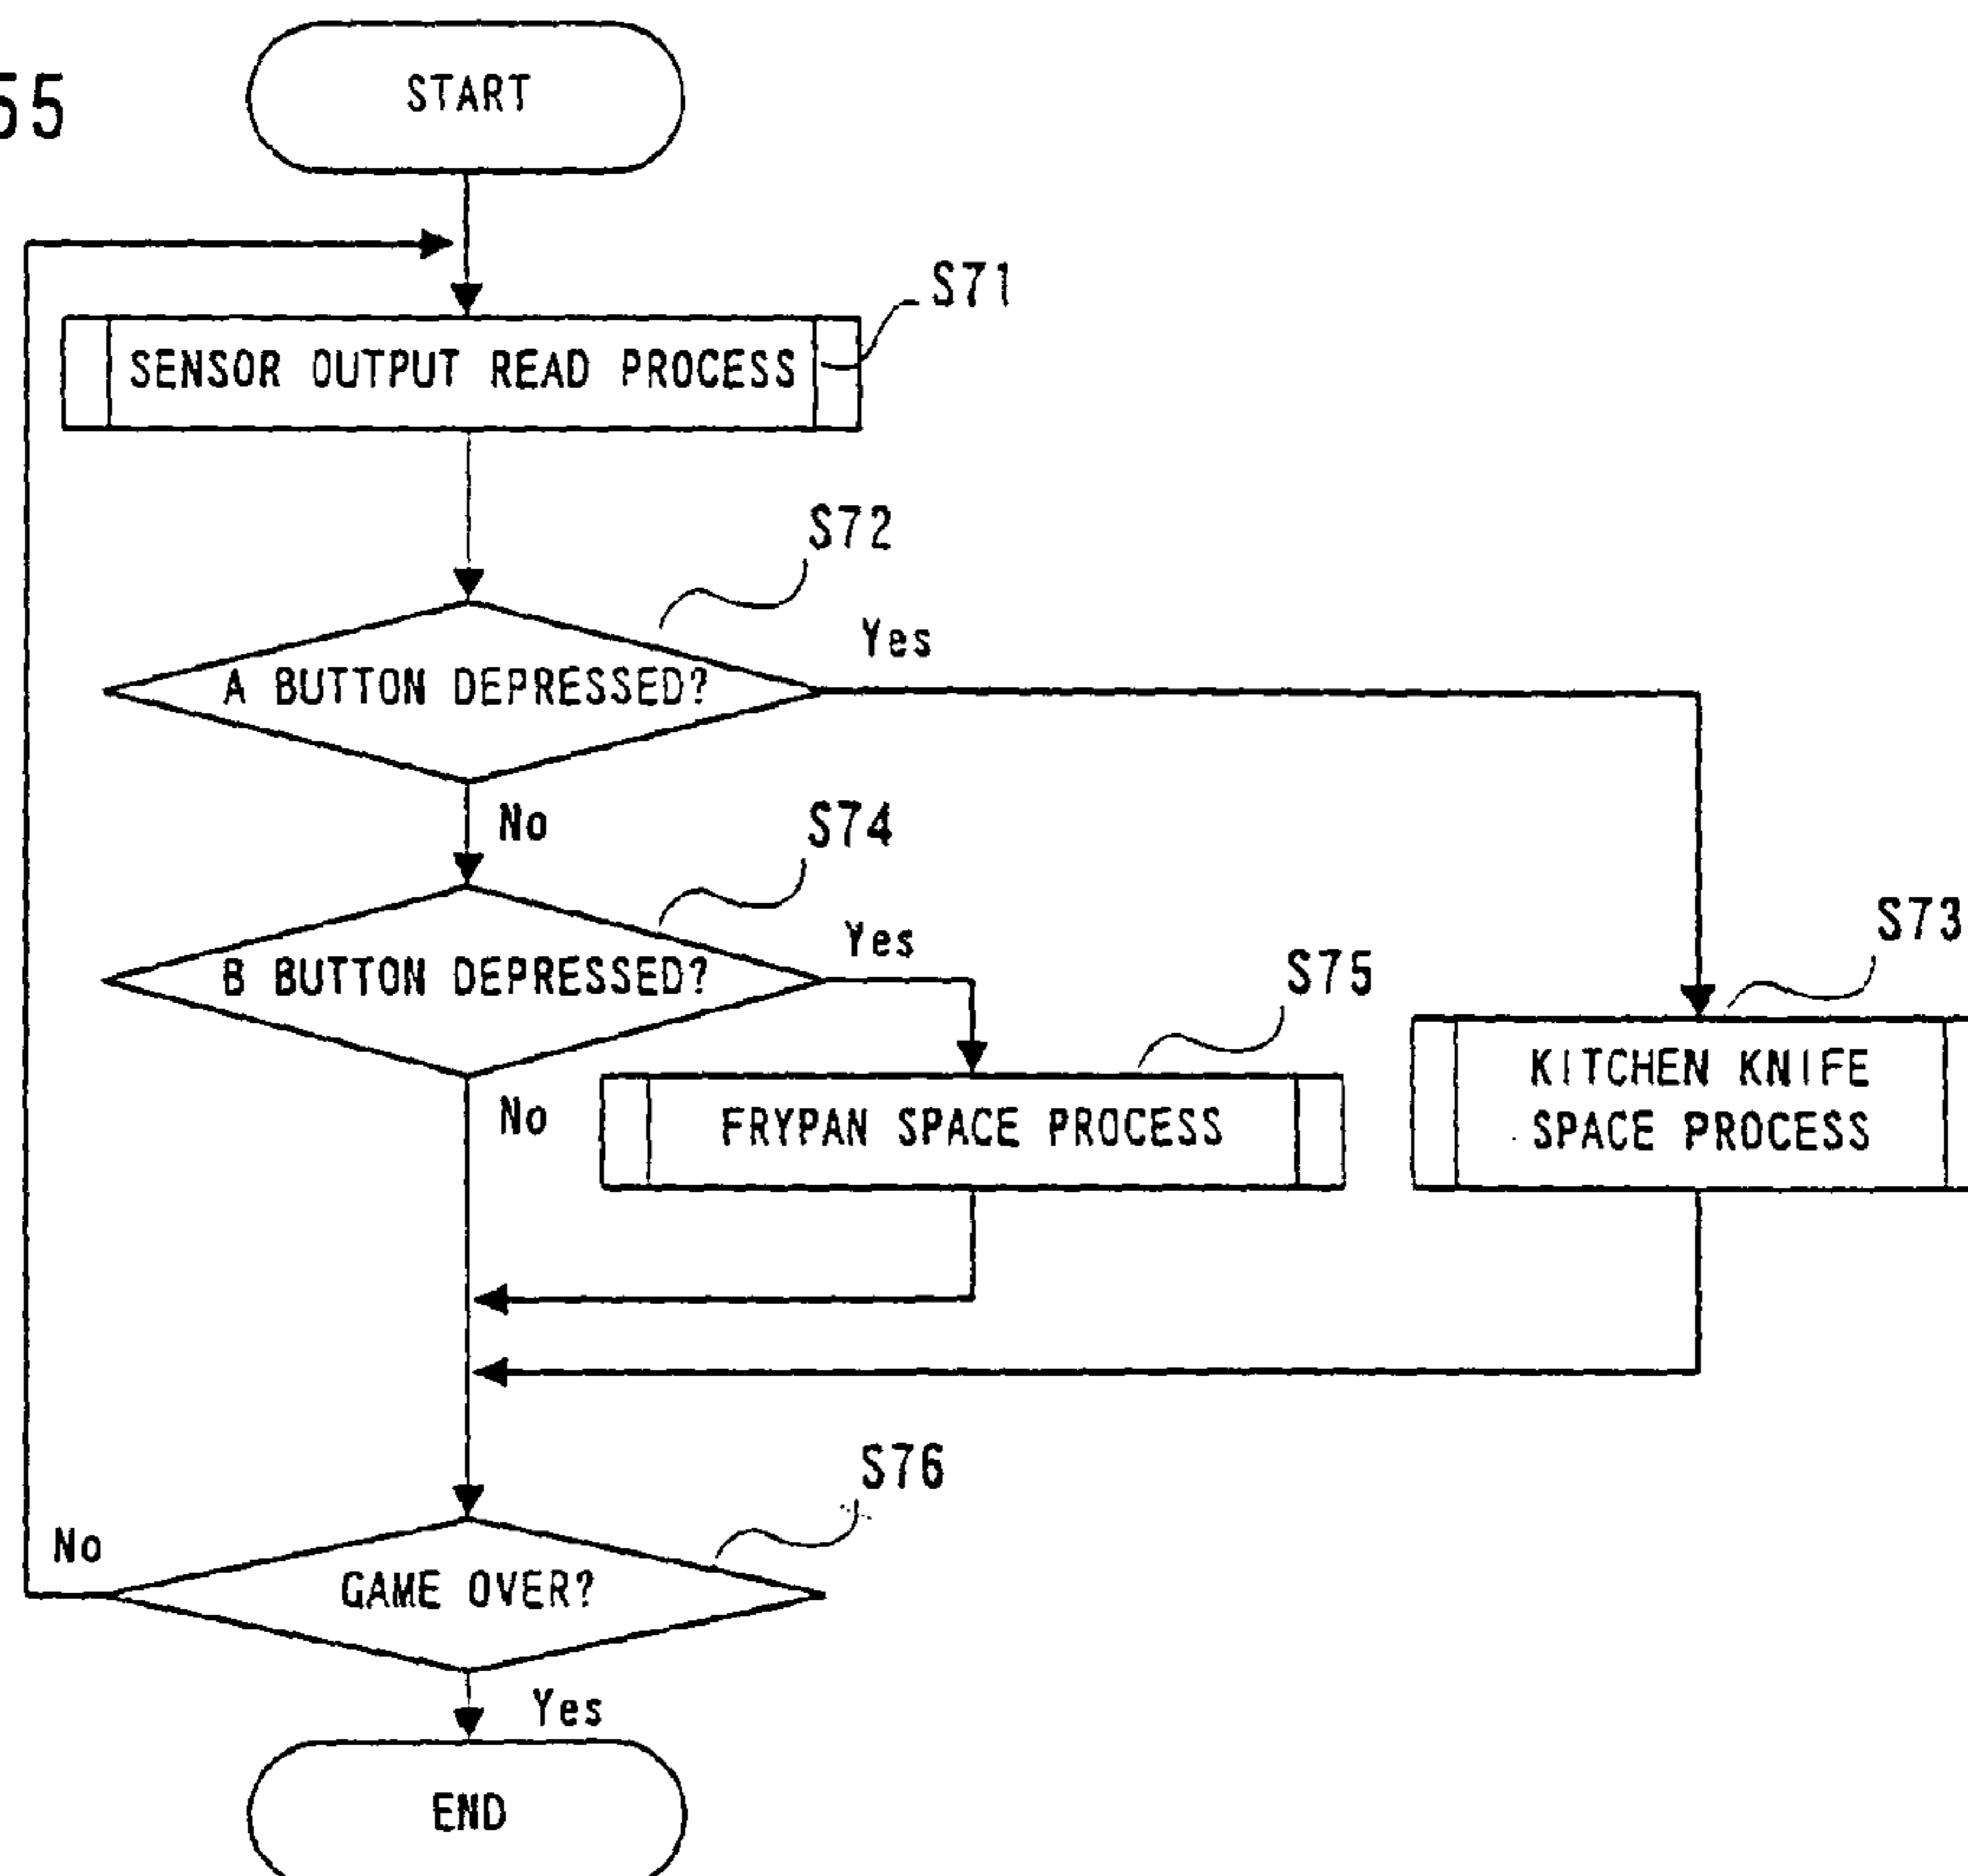 55
START
S71
SENSOR OUTPUT READ PROCESS
S72
Yes
A BUTTON DEPRESSED?
No
S74
Yes
B BUTTON DEPRESSED?
S73
S75
No
FRYPAN SPACE PROCESS
KITCHEN KNIFE
SPACE PROCESS
S76
No
GAME OVER?
Yes
END